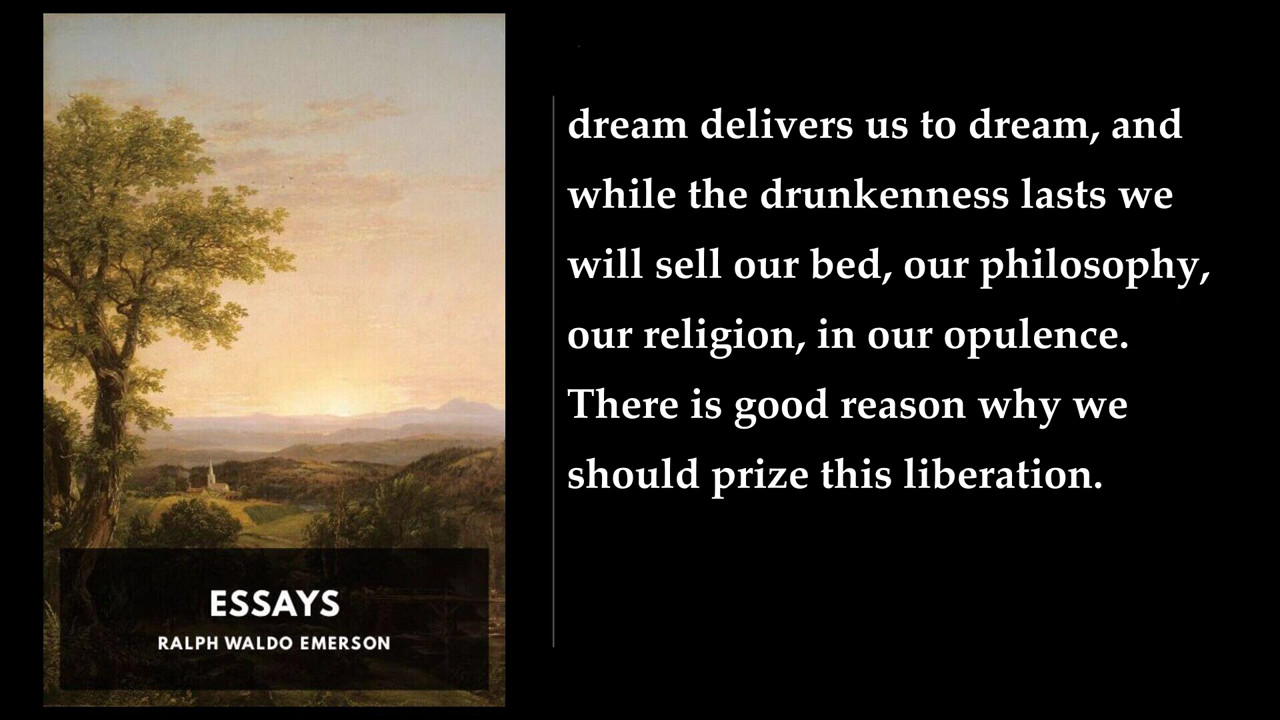 ESSAYS
RALPH WALDO EMERSON
dream delivers us to dream, and
while the drunkenness lasts we
will sell our bed, our philosophy,
our religion, in our opulence.
There is good reason why we
should prize this liberation.